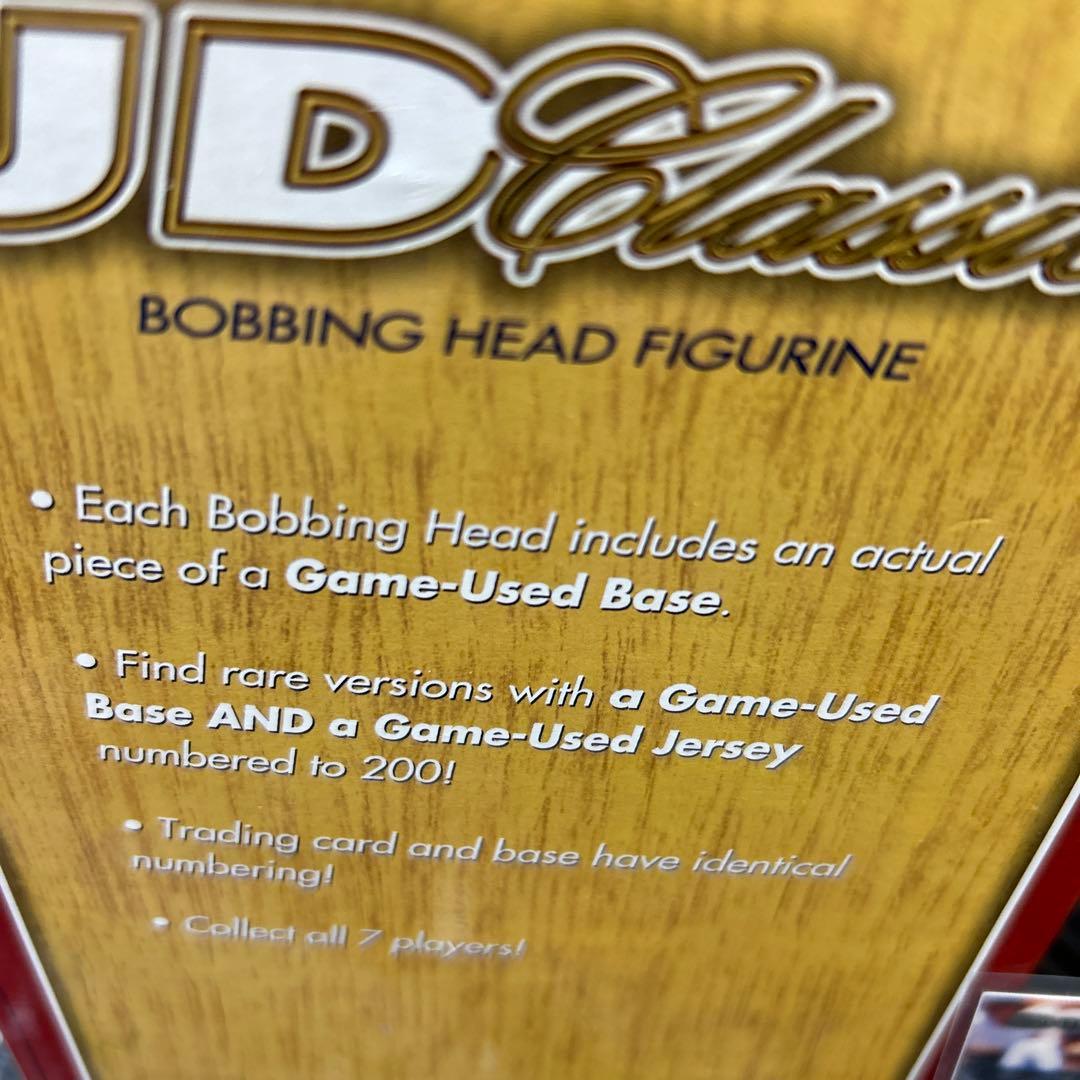 UD Classics
BOBBING HEAD FIGURINE
• Each Bobbing Head includes an actual
piece of a Game-Used Base.
• Find rare versions with a Game-Used
Base AND a Game-Used Jersey
numbered to 200!
• Trading card and base have identical
numbering!
• Collect all 7 players!